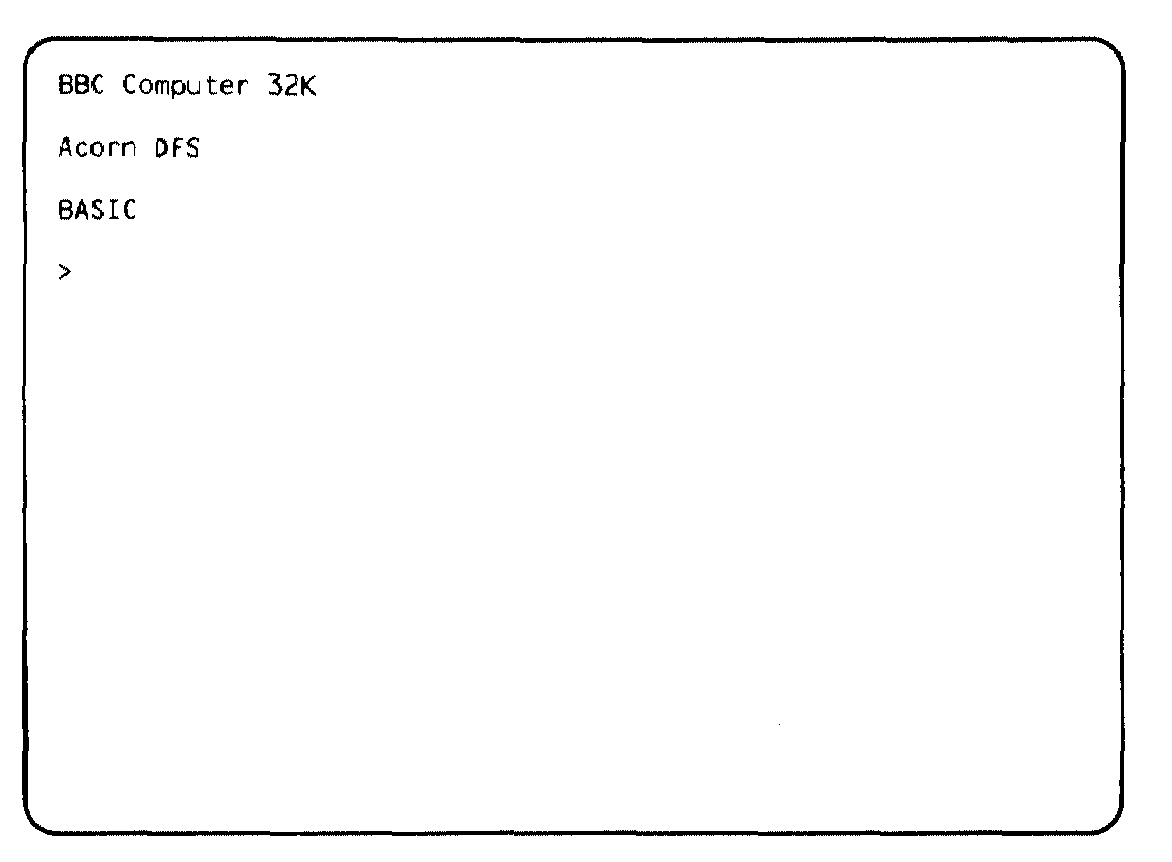 BBC Computer 32K
Acorn DFS
BASIC
>